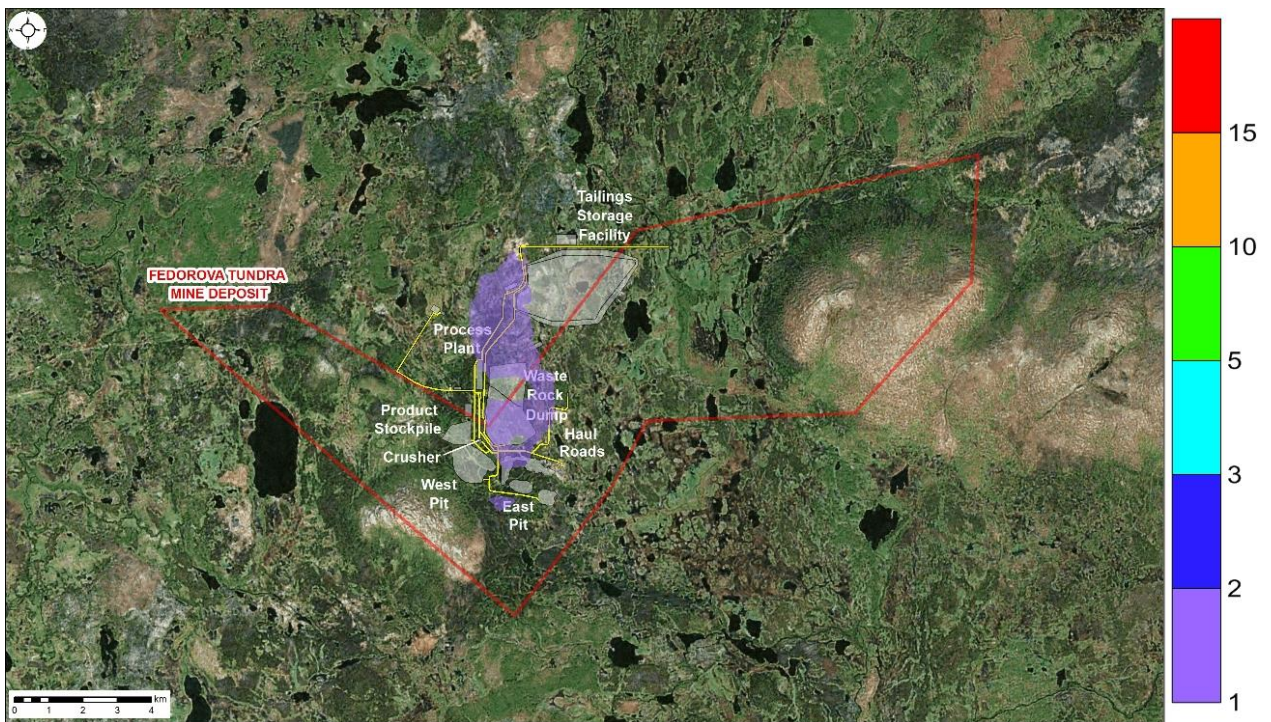 Tailings
Storage
Facility
FEDOROVA TUNDRA
MINE DEPOSIT
Process
Plant
Waste
Rock
Dump
Product
Stockpile
Haul
Roads
Crusher
West
Pit
East
Pit
km
0 1 2 3 4
15
10
5
3
2
1